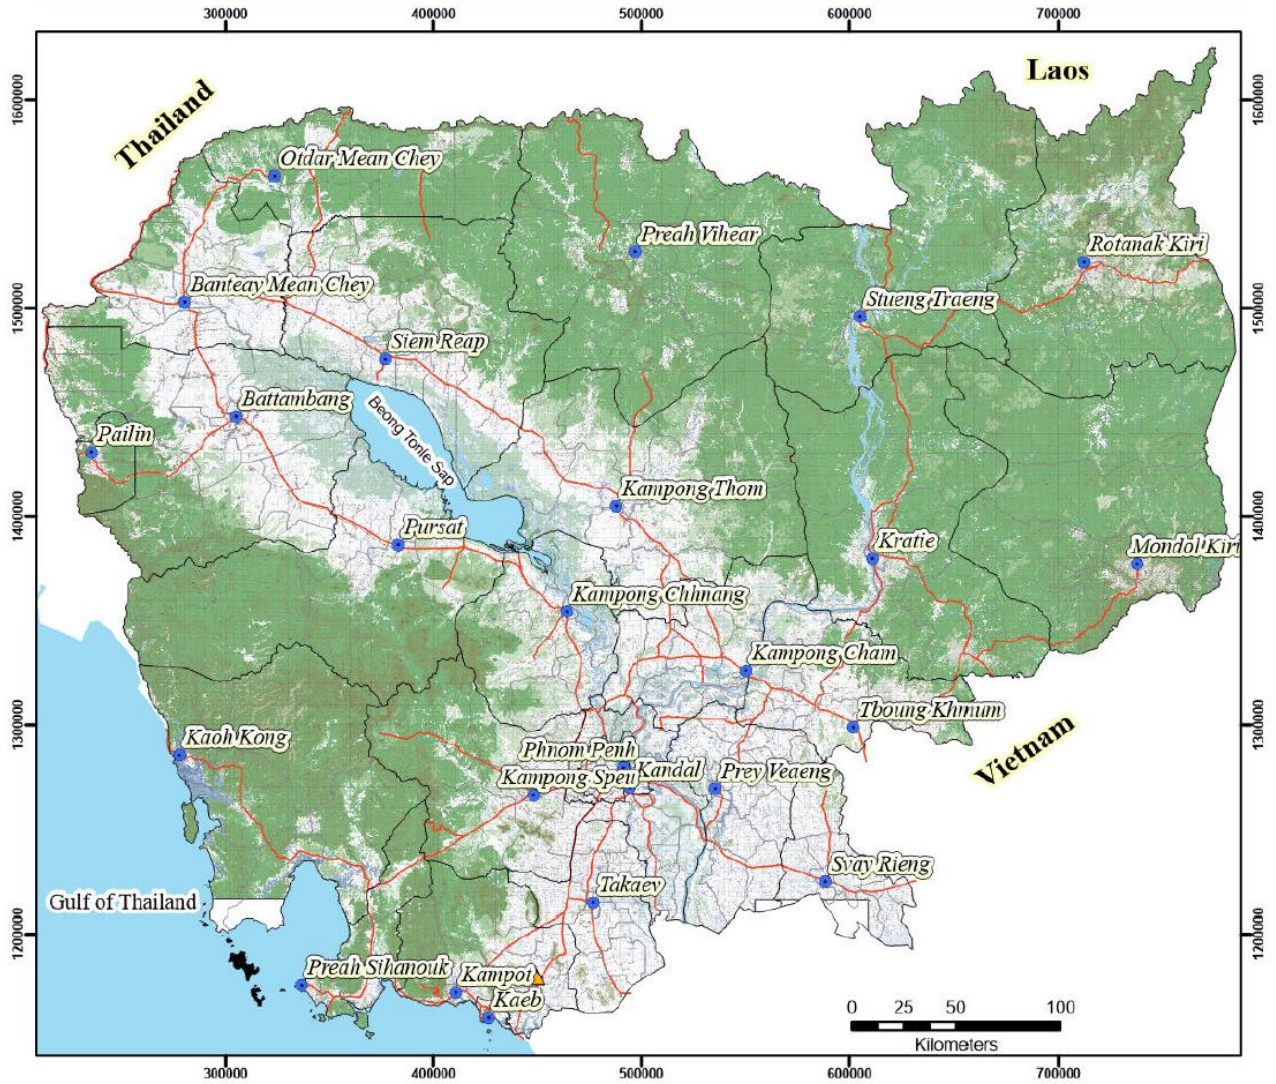 300000 400000 500000 600000 700000
Laos
1600000 1600000
Thailand
Otdar Mean Chey
Preah Vihear
Rotanak Kiri
Banteay Mean Chey
Stueng Traeng
1500000 1500000
Siem Reap
Battambang
Beong Tonle Sap
Pailin
Kampong Thom
1400000 1400000
Pursat
Kratie
Mondol Kiri
Kampong Chhnang
Kampong Cham
Tboung Khmum
1300000 1300000
Kaoh Kong
Phnom Penh
Vietnam
Kampong Speu Kandal Prey Veaeng
Svay Rieng
Takaev
Gulf of Thailand
1200000 1200000
Preah Sihanouk Kampot
Kaeb
0 25 50 100
Kilometers
300000 400000 500000 600000 700000